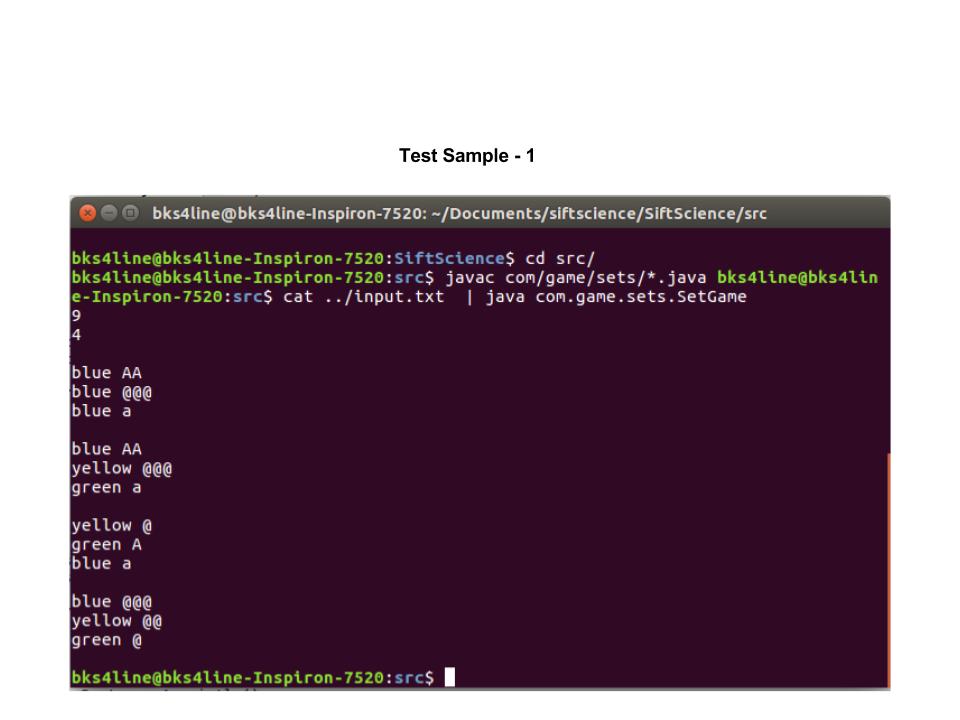 Test Sample - 1
bks4line@bks4line-Inspiron-7520: ~/Documents/siftscience/SiftScience/src
bks4line@bks4line-Inspiron-7520:SiftScience$ cd src/
bks4line@bks4line-Inspiron-7520:src$ javac com/game/sets/*.java bks4line@bks4lin
e-Inspiron-7520:src$ cat ../input.txt  | java com.game.sets.SetGame
9
4
blue AA
blue @@@
blue a
blue AA
yellow @@@
green a
yellow @
green A
blue a
blue @@@
yellow @@
green @
bks4line@bks4line-Inspiron-7520:src$